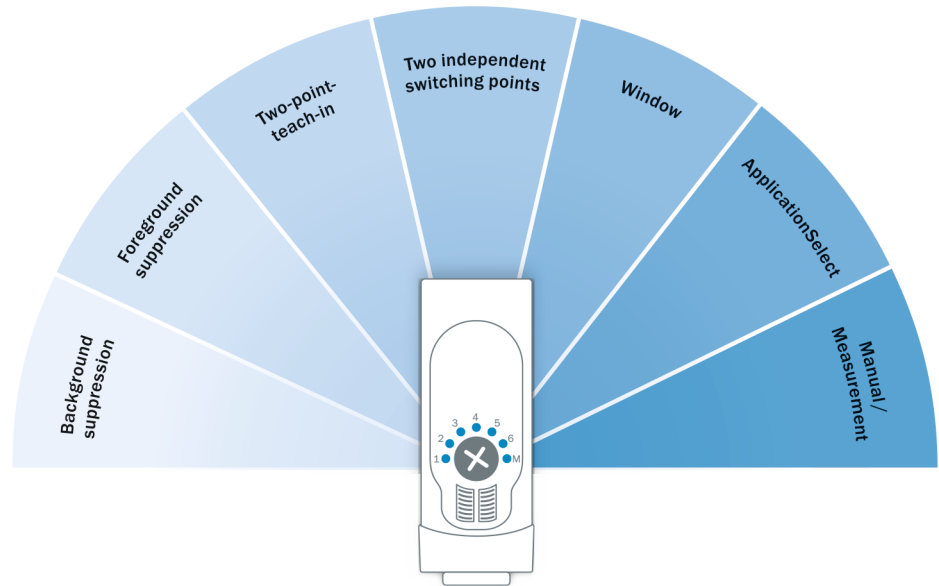 Background
suppression
Foreground
suppression
Two-point-
teach-in
Two independent
switching points
Window
ApplicationSelect
Manual/
Measurement
1
2
3
4
5
6
M